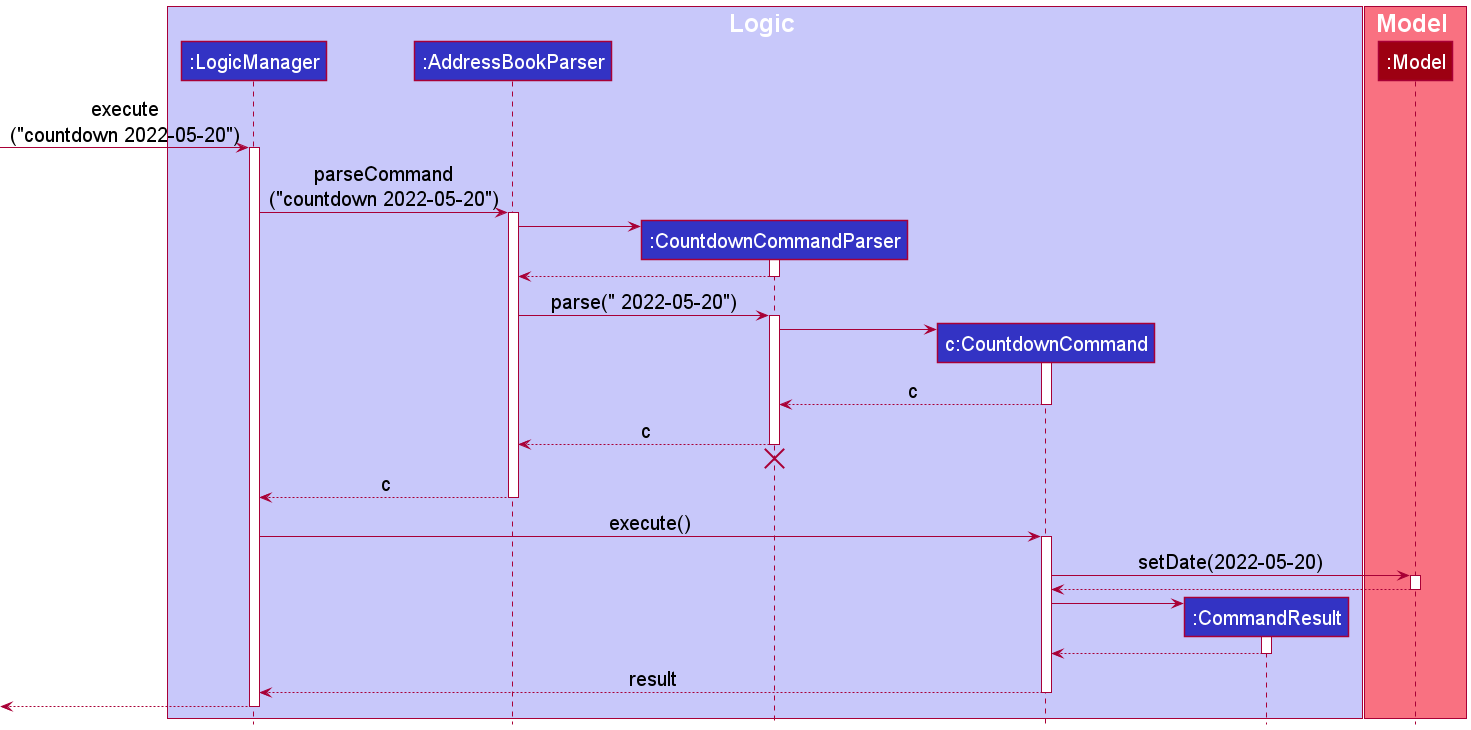 Logic
Model
:LogicManager
:AddressBookParser
:Model
execute
("countdown 2022-05-20")
parseCommand
("countdown 2022-05-20")
:CountdownCommandParser
parse(" 2022-05-20")
c:CountdownCommand
c
c
c
execute()
setDate(2022-05-20)
:CommandResult
result